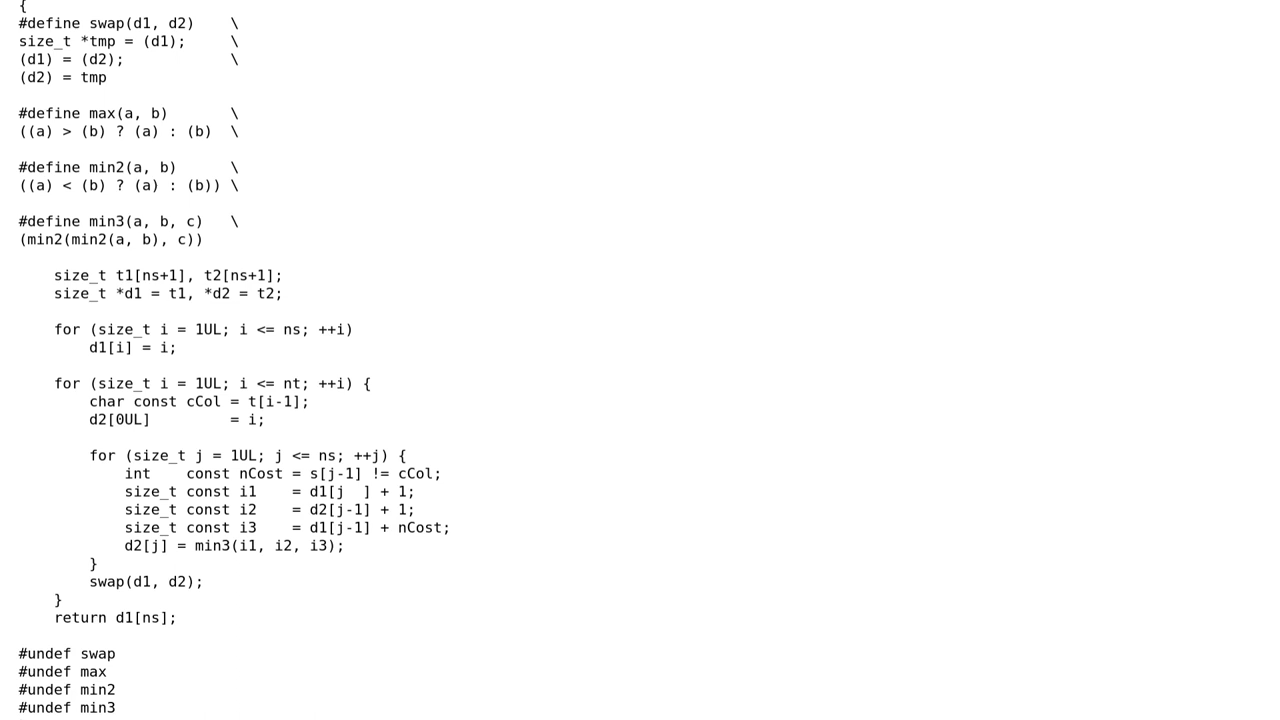 {
#define swap(d1, d2)    \
size_t *tmp = (d1);     \
(d1) = (d2);            \
(d2) = tmp

#define max(a, b)       \
((a) > (b) ? (a) : (b)  \

#define min2(a, b)      \
((a) < (b) ? (a) : (b)) \

#define min3(a, b, c)   \
(min2(min2(a, b), c))

    size_t t1[ns+1], t2[ns+1];
    size_t *d1 = t1, *d2 = t2;

    for (size_t i = 1UL; i <= ns; ++i)
        d1[i] = i;

    for (size_t i = 1UL; i <= nt; ++i) {
        char const cCol = t[i-1];
        d2[0UL]         = i;

        for (size_t j = 1UL; j <= ns; ++j) {
            int    const nCost = s[j-1] != cCol;
            size_t const i1    = d1[j  ] + 1;
            size_t const i2    = d2[j-1] + 1;
            size_t const i3    = d1[j-1] + nCost;
            d2[j] = min3(i1, i2, i3);
        }
        swap(d1, d2);
    }
    return d1[ns];

#undef swap
#undef max
#undef min2
#undef min3